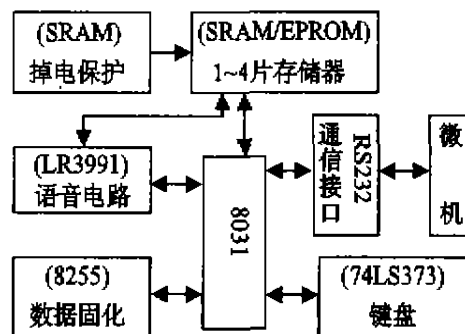 (SRAM)
掉电保护
(SRAM/EPROM)
1~4片存储器
(LR3991)
语音电路
8031
RS232
通信接口
微
机
(8255)
数据固化
(74LS373)
键盘